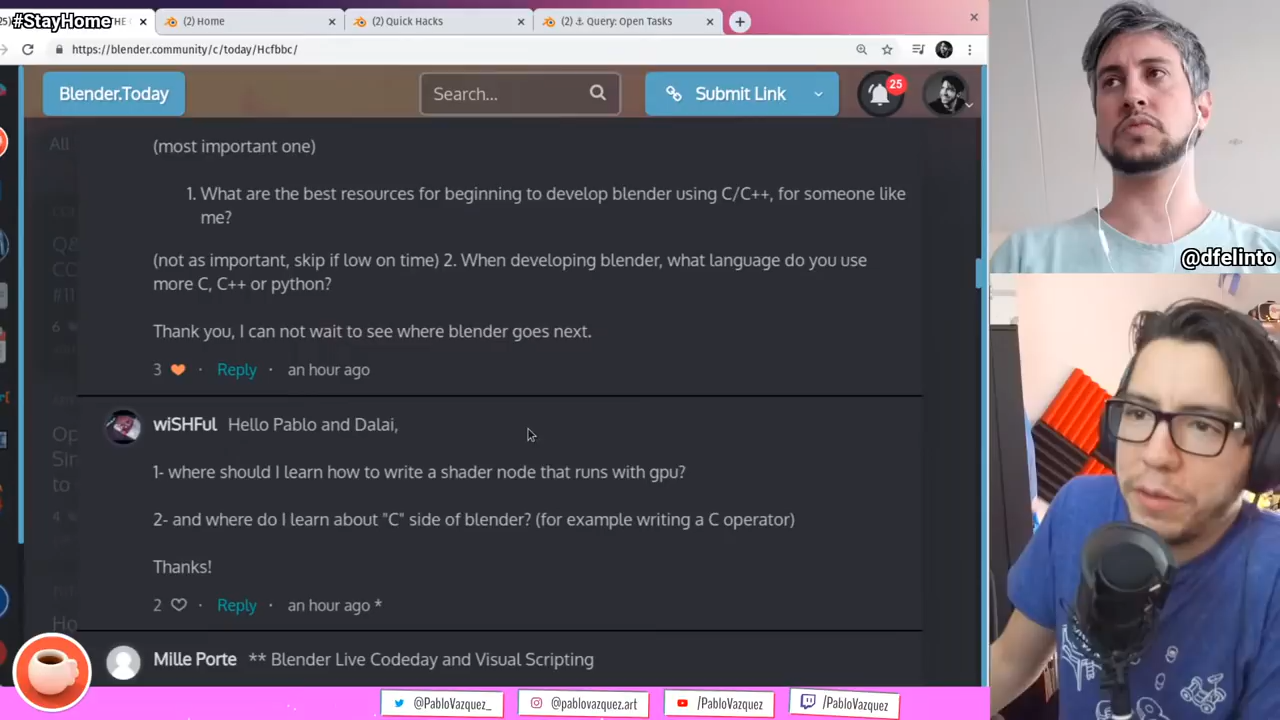 #StayHome
(2) Home
(2) Quick Hacks
(2) ⚓ Query: Open Tasks
https://blender.community/c/today/Hcfbbc/
Blender.Today
Search...
Submit Link
25
All
(most important one)
1. What are the best resources for beginning to develop blender using C/C++, for someone like
me?
(not as important, skip if low on time) 2. When developing blender, what language do you use
more C, C++ or python?
Thank you, I can not wait to see where blender goes next.
3 · Reply · an hour ago
wiSHFul Hello Pablo and Dalai,
1- where should I learn how to write a shader node that runs with gpu?
2- and where do I learn about "C" side of blender? (for example writing a C operator)
Thanks!
2 · Reply · an hour ago *
Mille Porte ** Blender Live Codeday and Visual Scripting
@dfelinto
@PabloVazquez_
@pablovazquez.art
/PabloVazquez
/PabloVazquez